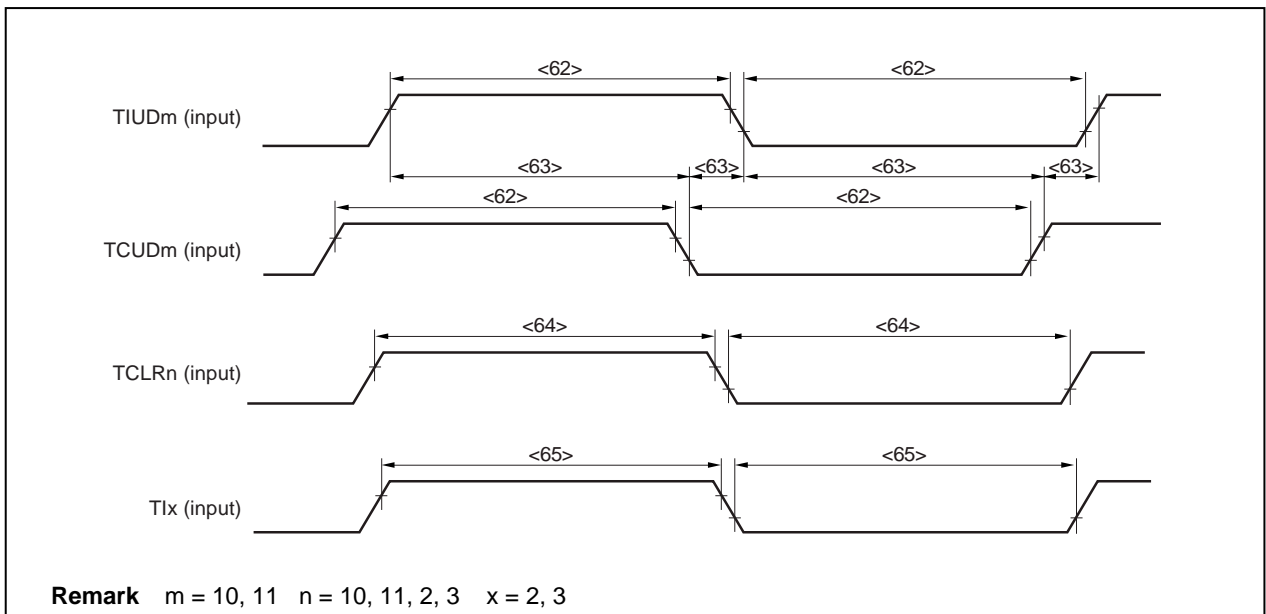 <62> <62>
TIUDm (input)
<63> <63> <63> <63>
<62> <62>
TCUDm (input)
<64> <64>
TCLRn (input)
<65> <65>
TIx (input)
Remark m = 10, 11 n = 10, 11, 2, 3 x = 2, 3